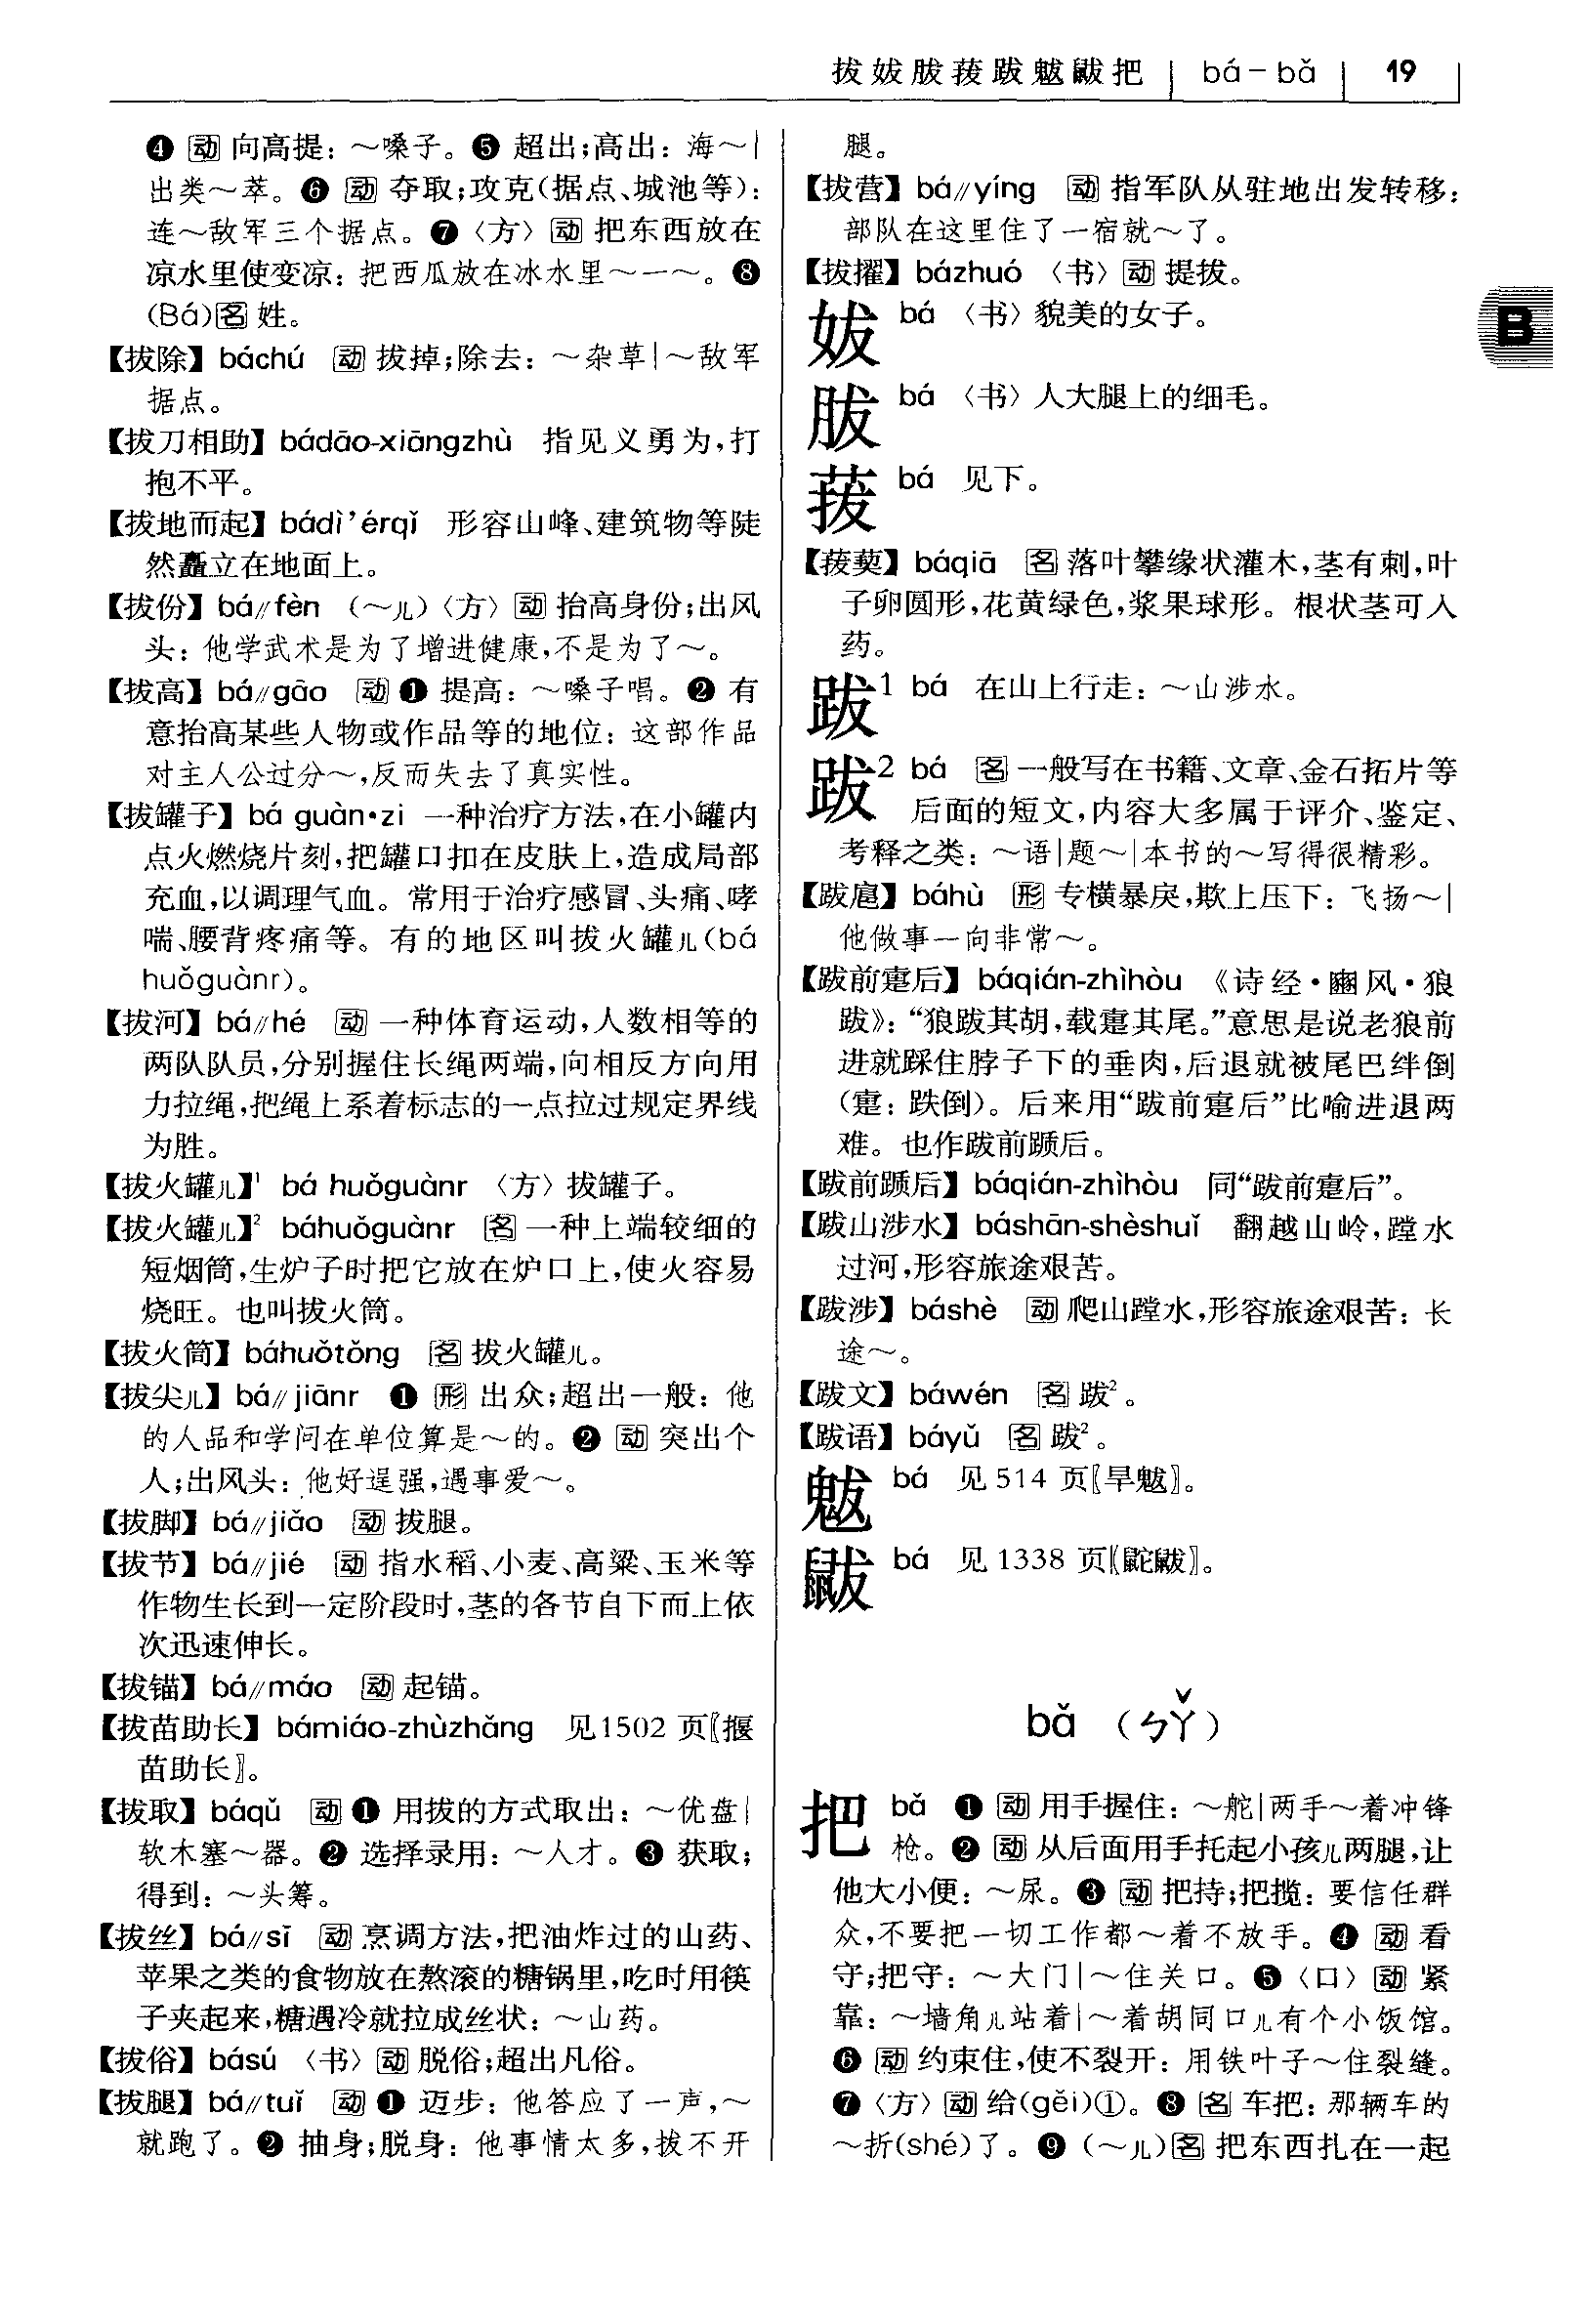 拔妭胈菝跋魃鼥把 bá－bǎ 19
❹ 动 向高提：～嗓子。❺ 超出；高出：海～|
出类～萃。❻ 动 夺取；攻克（据点、城池等）：
连～敌军三个据点。❼〈方〉动 把东西放在
凉水里使变凉：把西瓜放在冰水里～一～。❽
(Bá)名 姓。
【拔除】báchú 动 拔掉；除去：～杂草|～敌军
据点。
【拔刀相助】bádāo-xiāngzhù 指见义勇为，打
抱不平。
【拔地而起】bádì’érqǐ 形容山峰、建筑物等陡
然矗立在地面上。
【拔份】bá∥fèn （～儿）〈方〉动 抬高身份；出风
头：他学武术是为了增进健康，不是为了～。
【拔高】bá∥gāo 动 ❶ 提高：～嗓子唱。❷ 有
意抬高某些人物或作品等的地位：这部作品
对主人公过分～，反而失去了真实性。
【拔罐子】bá guàn•zi 一种治疗方法，在小罐内
点火燃烧片刻，把罐口扣在皮肤上，造成局部
充血，以调理气血。常用于治疗感冒、头痛、哮
喘、腰背疼痛等。有的地区叫拔火罐儿（bá
huǒguànr）。
【拔河】bá∥hé 动 一种体育运动，人数相等的
两队队员，分别握住长绳两端，向相反方向用
力拉绳，把绳上系着标志的一点拉过规定界线
为胜。
【拔火罐儿】¹ bá huǒguànr 〈方〉拔罐子。
【拔火罐儿】² báhuǒguànr 名 一种上端较细的
短烟筒，生炉子时把它放在炉口上，使火容易
烧旺。也叫拔火筒。
【拔火筒】báhuǒtǒng 名 拔火罐儿。
【拔尖儿】bá∥jiānr ❶ 形 出众；超出一般：他
的人品和学问在单位算是～的。❷ 动 突出个
人；出风头：他好逞强，遇事爱～。
【拔脚】bá∥jiǎo 动 拔腿。
【拔节】bá∥jié 动 指水稻、小麦、高粱、玉米等
作物生长到一定阶段时，茎的各节自下而上依
次迅速伸长。
【拔锚】bá∥máo 动 起锚。
【拔苗助长】bámiáo-zhùzhǎng 见1502 页〖揠
苗助长〗。
【拔取】báqǔ 动 ❶ 用拔的方式取出：～优盘|
软木塞～器。❷ 选择录用：～人才。❸ 获取；
得到：～头筹。
【拔丝】bá∥sī 动 烹调方法，把油炸过的山药、
苹果之类的食物放在熬滚的糖锅里，吃时用筷
子夹起来，糖遇冷就拉成丝状：～山药。
【拔俗】bású 〈书〉动 脱俗；超出凡俗。
【拔腿】bá∥tuǐ 动 ❶ 迈步：他答应了一声，～
就跑了。❷ 抽身；脱身：他事情太多，拔不开
腿。
【拔营】bá∥yíng 动 指军队从驻地出发转移：
部队在这里住了一宿就～了。
【拔擢】bázhuó 〈书〉动 提拔。
妭 bá 〈书〉貌美的女子。
胈 bá 〈书〉人大腿上的细毛。
菝 bá 见下。
【菝葜】báqiā 名 落叶攀缘状灌木，茎有刺，叶
子卵圆形，花黄绿色，浆果球形。根状茎可入
药。
跋¹ bá 在山上行走：～山涉水。
跋² bá 名 一般写在书籍、文章、金石拓片等
后面的短文，内容大多属于评介、鉴定、
考释之类：～语|题～|本书的～写得很精彩。
【跋扈】báhù 形 专横暴戾，欺上压下：飞扬～|
他做事一向非常～。
【跋前疐后】báqián-zhìhòu 《诗经·豳风·狼
跋》：“狼跋其胡，载疐其尾。”意思是说老狼前
进就踩住脖子下的垂肉，后退就被尾巴绊倒
（疐：跌倒）。后来用“跋前疐后”比喻进退两
难。也作跋前踬后。
【跋前踬后】báqián-zhìhòu 同“跋前疐后”。
【跋山涉水】báshān-shèshuǐ 翻越山岭，蹚水
过河，形容旅途艰苦。
【跋涉】báshè 动 爬山蹚水，形容旅途艰苦：长
途～。
【跋文】báwén 名 跋²。
【跋语】báyǔ 名 跋²。
魃 bá 见 514 页〖旱魃〗。
鼥 bá 见 1338 页〖鼧鼥〗。
bǎ （ㄅㄚˇ）
把 bǎ ❶ 动 用手握住：～舵|两手～着冲锋
枪。❷ 动 从后面用手托起小孩儿两腿，让
他大小便：～尿。❸ 动 把持；把揽：要信任群
众，不要把一切工作都～着不放手。❹ 动 看
守；把守：～大门|～住关口。❺〈口〉动 紧
靠：～墙角儿站着|～着胡同口儿有个小饭馆。
❻ 动 约束住，使不裂开：用铁叶子～住裂缝。
❼〈方〉动 给(gěi)①。❽ 名 车把：那辆车的
～折(shé)了。❾（～儿）名 把东西扎在一起
B